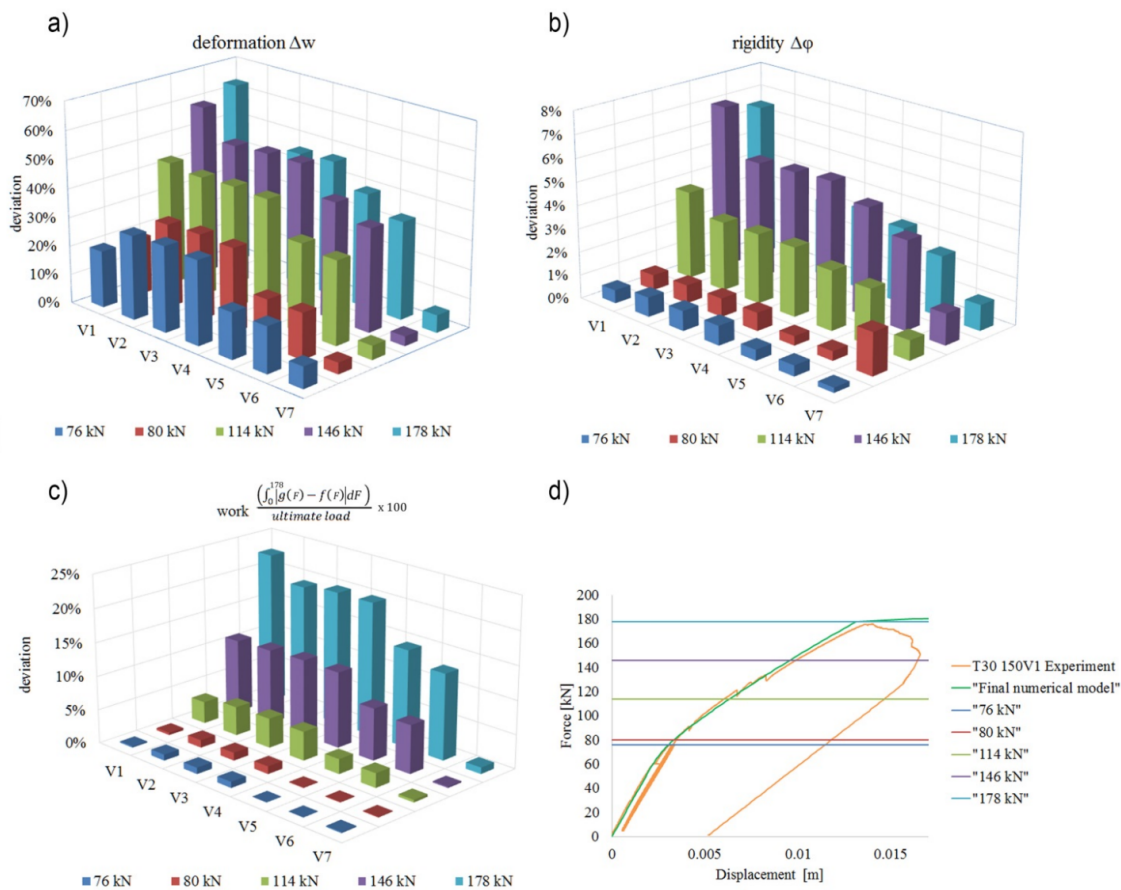 a)
deformation Δw
deviation
70%
60%
50%
40%
30%
20%
10%
0%
V1
V2
V3
V4
V5
V6
V7
76 kN 80 kN 114 kN 146 kN 178 kN
b)
rigidity Δφ
deviation
8%
7%
6%
5%
4%
3%
2%
1%
0%
V1
V2
V3
V4
V5
V6
V7
76 kN 80 kN 114 kN 146 kN 178 kN
c)
work (∫₀¹⁷⁸|g(F) − f(F)|dF) / ultimate load x 100
deviation
25%
20%
15%
10%
5%
0%
V1
V2
V3
V4
V5
V6
V7
76 kN 80 kN 114 kN 146 kN 178 kN
d)
Force [kN]
200
180
160
140
120
100
80
60
40
20
0
0 0.005 0.01 0.015
Displacement [m]
T30 150V1 Experiment
"Final numerical model"
"76 kN"
"80 kN"
"114 kN"
"146 kN"
"178 kN"